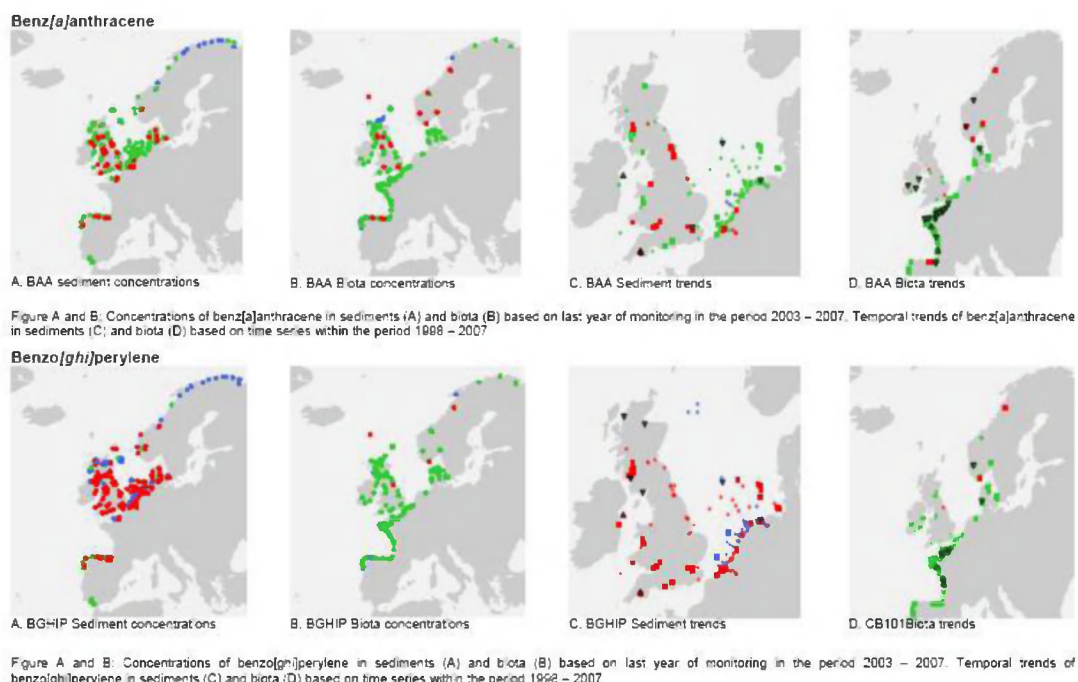 Benz[a]anthracene
A. BAA sediment concentrations
B. BAA Biota concentrations
C. BAA Sediment trends
D. BAA Biota trends
Figure A and B: Concentrations of benz[a]anthracene in sediments (A) and biota (B) based on last year of monitoring in the period 2003 – 2007. Temporal trends of benz[a]anthracene
in sediments (C) and biota (D) based on time series within the period 1998 – 2007
Benzo[ghi]perylene
A. BGHIP Sediment concentrations
B. BGHIP Biota concentrations
C. BGHIP Sediment trends
D. CB101Biota trends
Figure A and B: Concentrations of benzo[ghi]perylene in sediments (A) and biota (B) based on last year of monitoring in the period 2003 – 2007. Temporal trends of
benzo[ghi]perylene in sediments (C) and biota (D) based on time series within the period 1998 – 2007